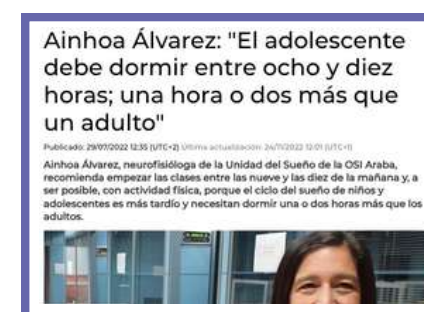 Ainhoa Álvarez: "El adolescente
debe dormir entre ocho y diez
horas; una hora o dos más que
un adulto"
Publicado: 29/07/2022 12:35 (UTC+2) Última actualización: 24/11/2022 12:01 (UTC+1)
Ainhoa Álvarez, neurofisióloga de la Unidad del Sueño de la OSI Araba,
recomienda empezar las clases entre las nueve y las diez de la mañana y, a
ser posible, con actividad física, porque el ciclo del sueño de niños y
adolescentes es más tardío y necesitan dormir una o dos horas más que los
adultos.